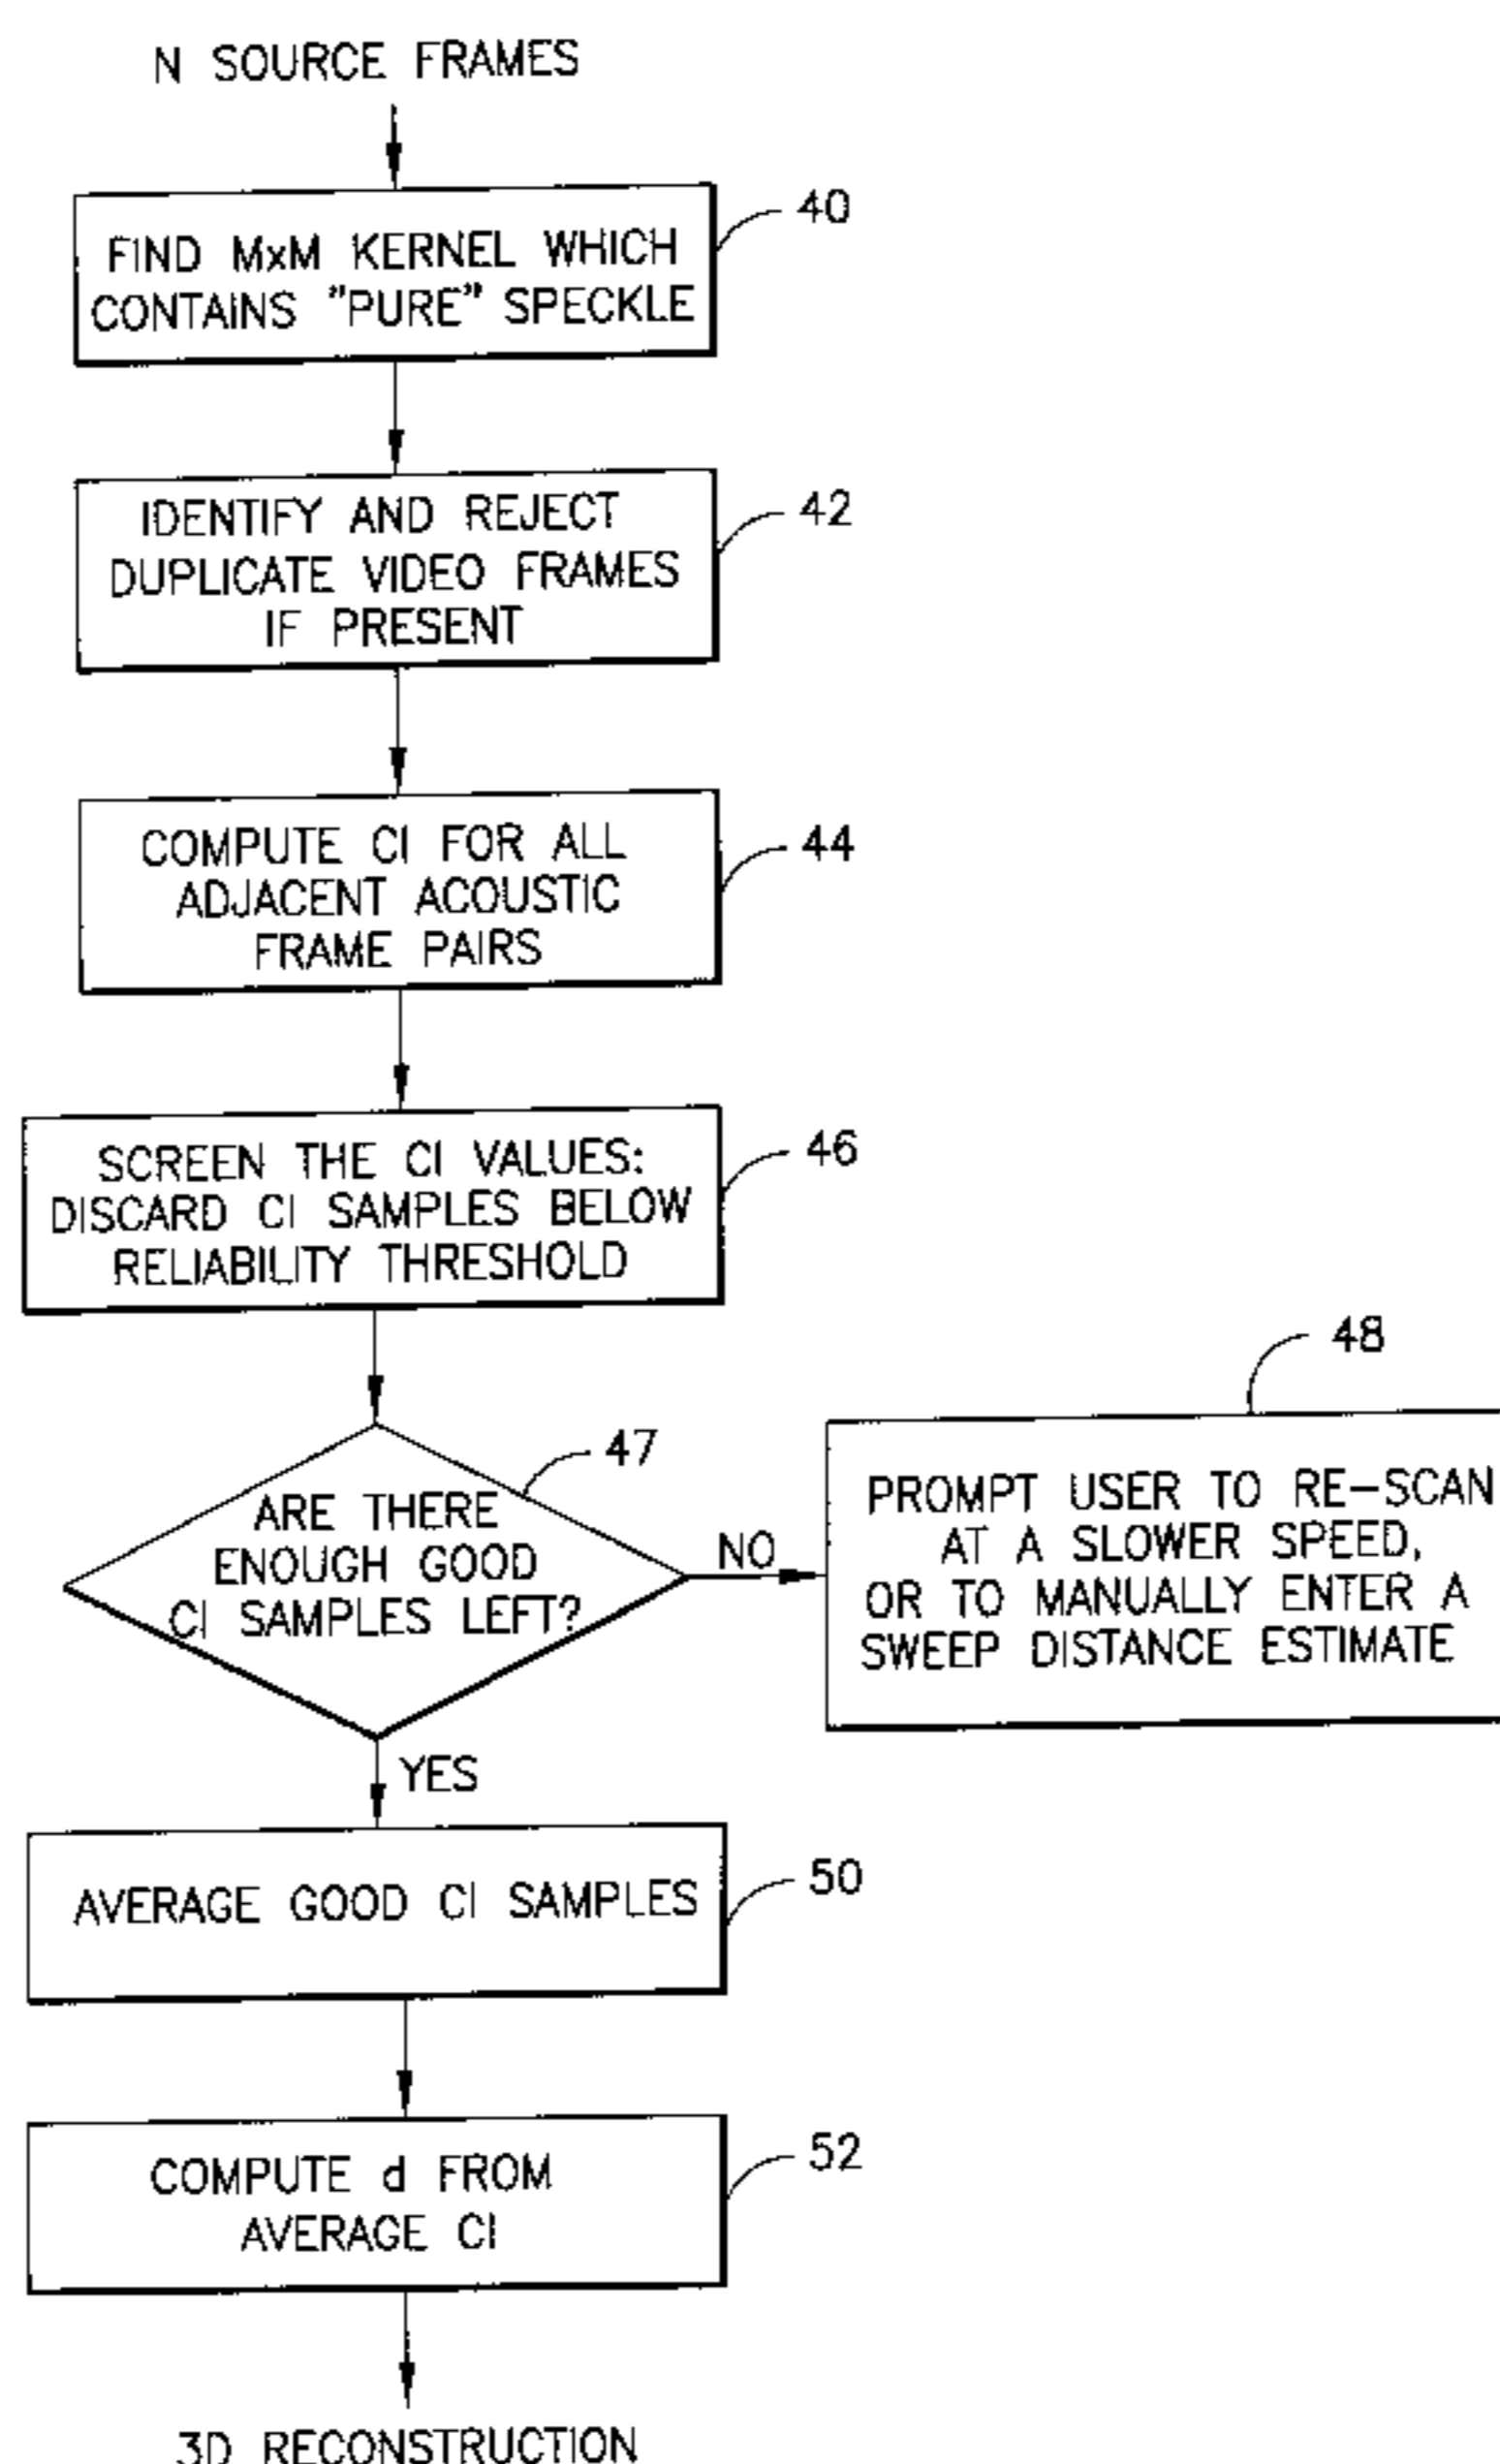 N SOURCE FRAMES
40
FIND MxM KERNEL WHICH
CONTAINS "PURE" SPECKLE
42
IDENTIFY AND REJECT
DUPLICATE VIDEO FRAMES
IF PRESENT
44
COMPUTE CI FOR ALL
ADJACENT ACOUSTIC
FRAME PAIRS
46
SCREEN THE CI VALUES:
DISCARD CI SAMPLES BELOW
RELIABILITY THRESHOLD
47
ARE THERE
ENOUGH GOOD
CI SAMPLES LEFT?
NO
48
PROMPT USER TO RE-SCAN
AT A SLOWER SPEED,
OR TO MANUALLY ENTER A
SWEEP DISTANCE ESTIMATE
YES
50
AVERAGE GOOD CI SAMPLES
52
COMPUTE d FROM
AVERAGE CI
3D RECONSTRUCTION